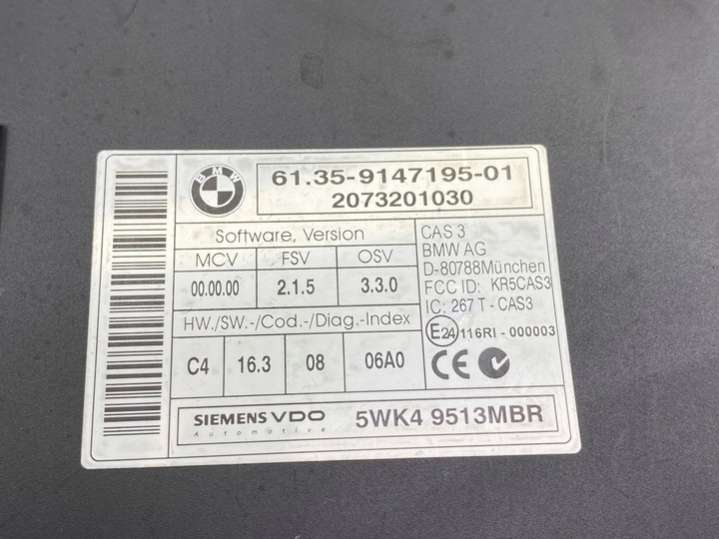 BMW
61.35-9147195-01
2073201030
Software, Version
MCV FSV OSV
00.00.00 2.1.5 3.3.0
HW./SW.-/Cod.-/Diag.-Index
C4 16.3 08 06A0
CAS 3
BMW AG
D-80788München
FCC ID: KR5CAS3
IC: 267 T - CAS3
E24 116RI - 000003
CE
SIEMENS VDO
Automotive
5WK4 9513MBR